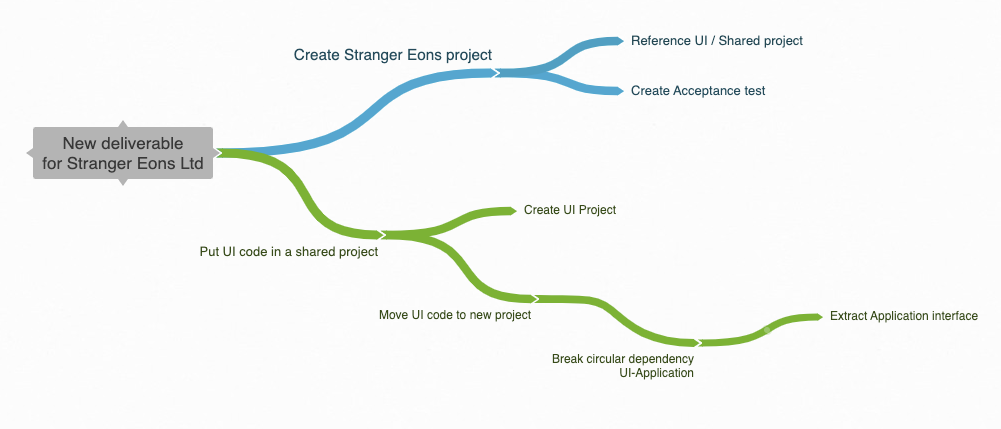 Create Stranger Eons project
Reference UI / Shared project
Create Acceptance test
New deliverable
for Stranger Eons Ltd
Put UI code in a shared project
Create UI Project
Move UI code to new project
Break circular dependency
UI-Application
Extract Application interface